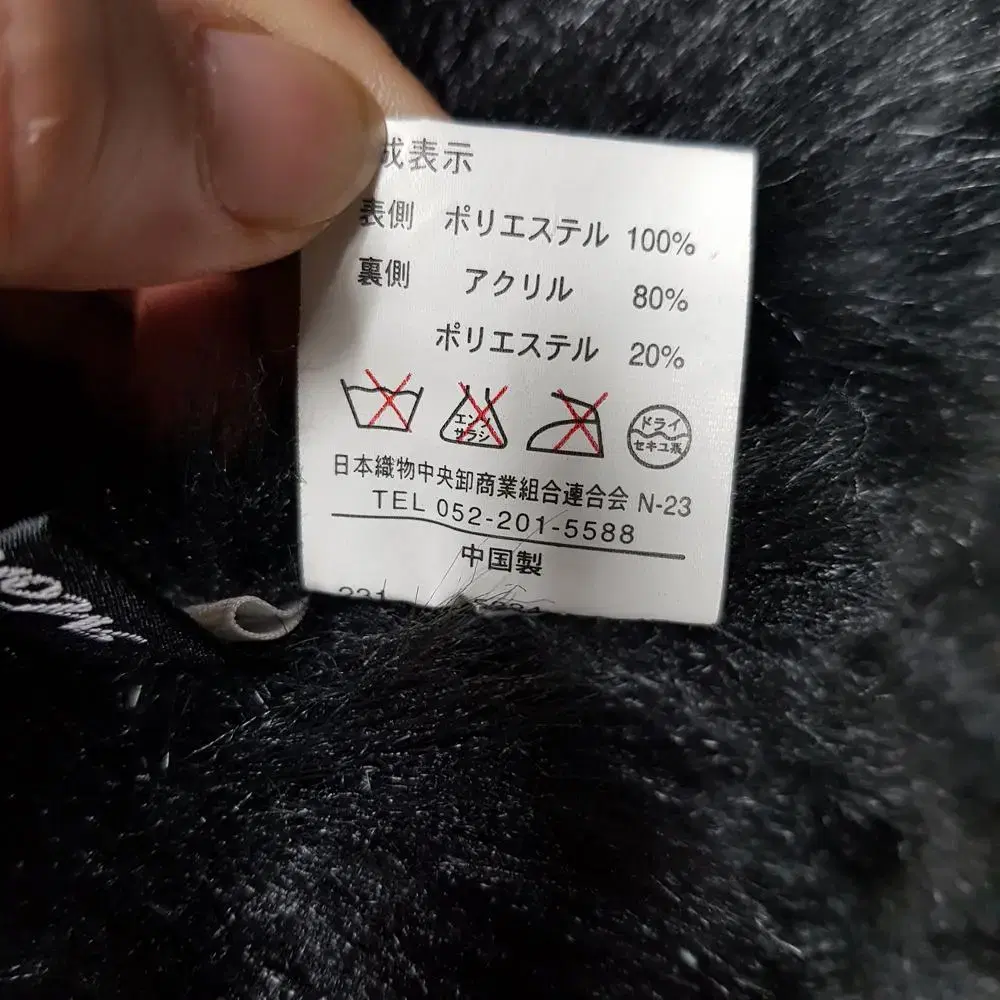 成表示
表側 ポリエステル 100%
裏側 アクリル 80%
ポリエステル 20%
エンソ サラシ ドライ セキユ系
日本織物中央卸商業組合連合会 N-23
TEL 052-201-5588
中国製